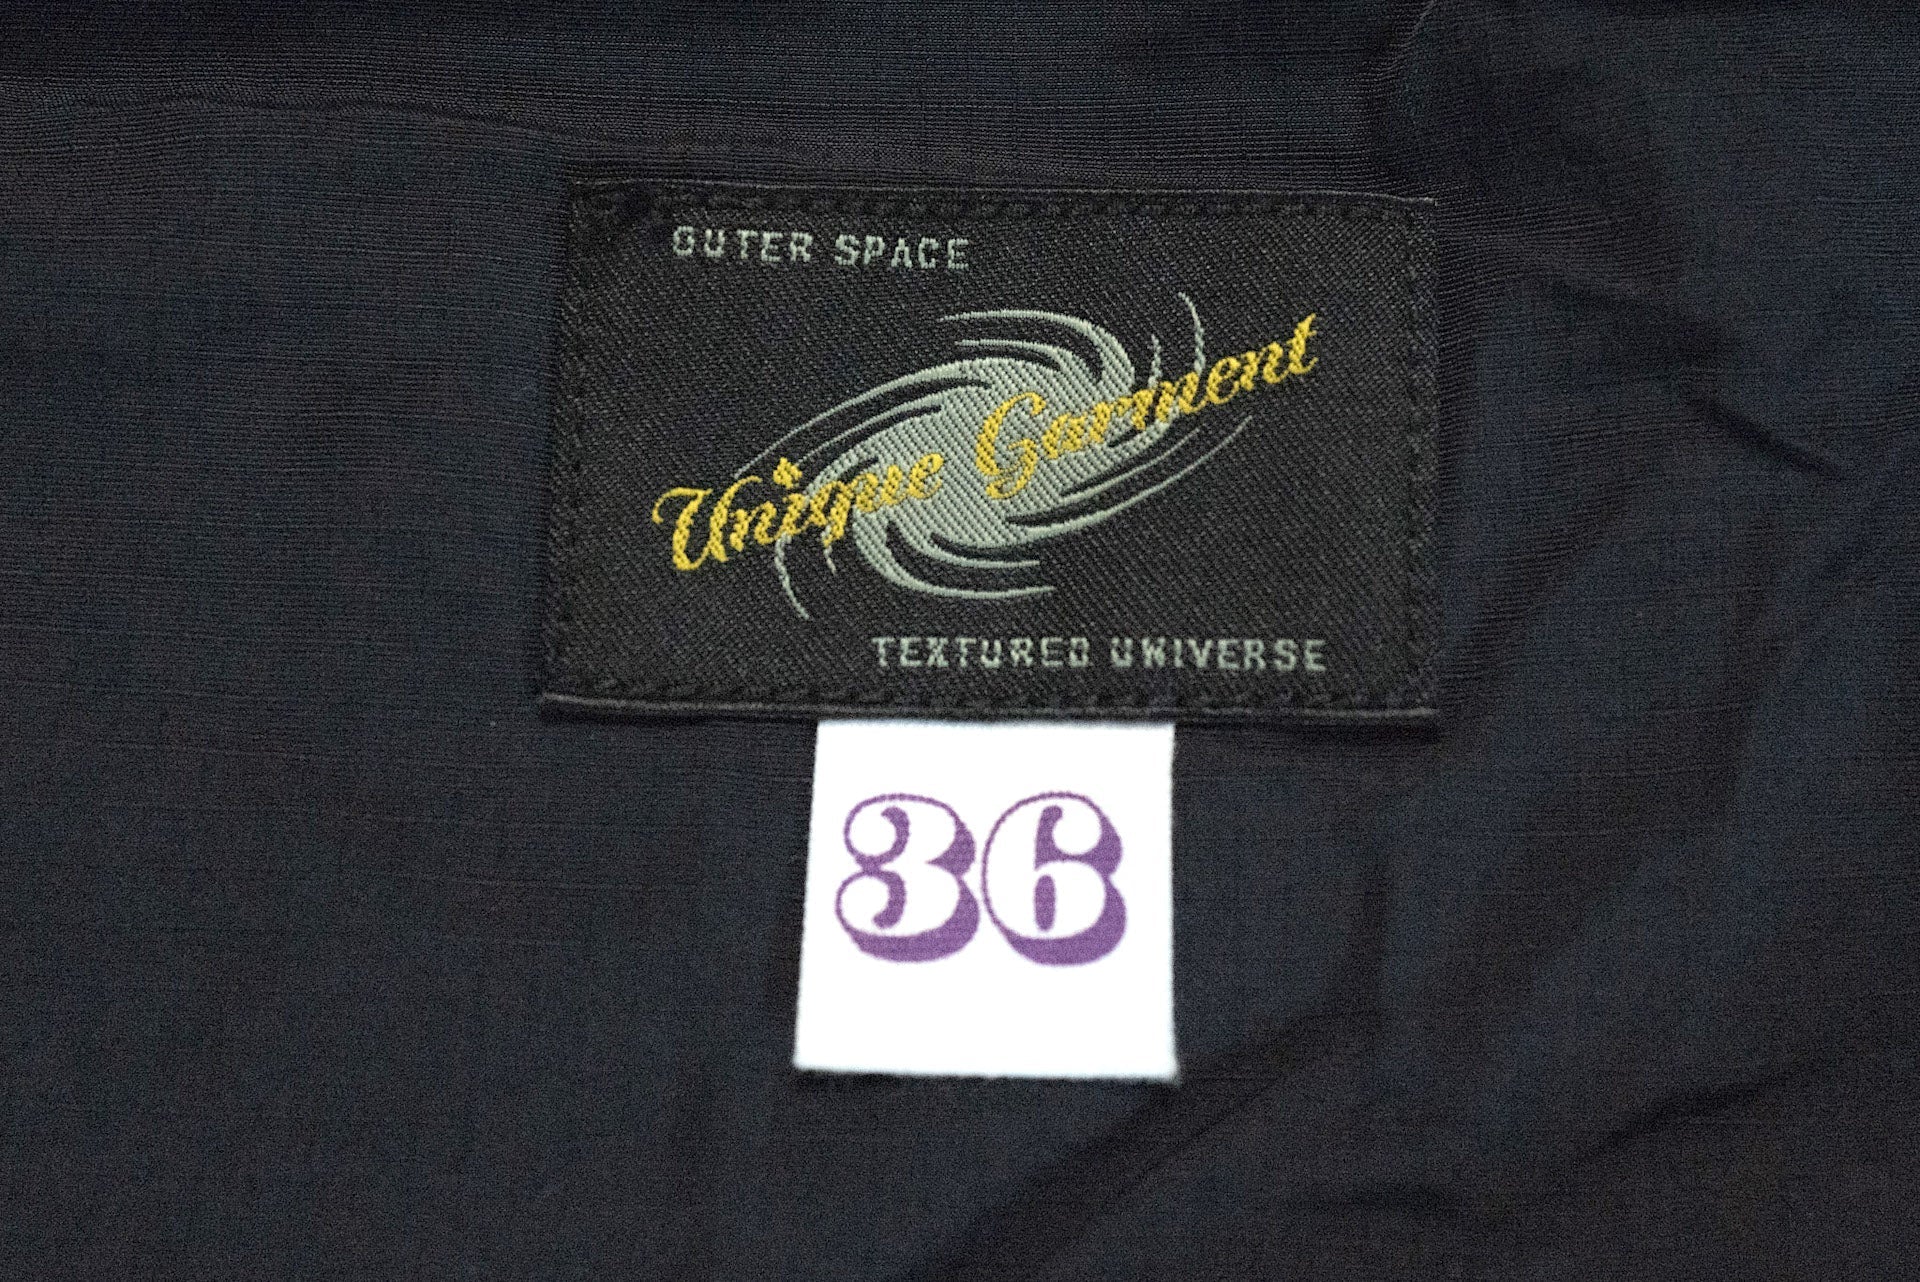 OUTER SPACE
Unique Garment
TEXTURED UNIVERSE
36